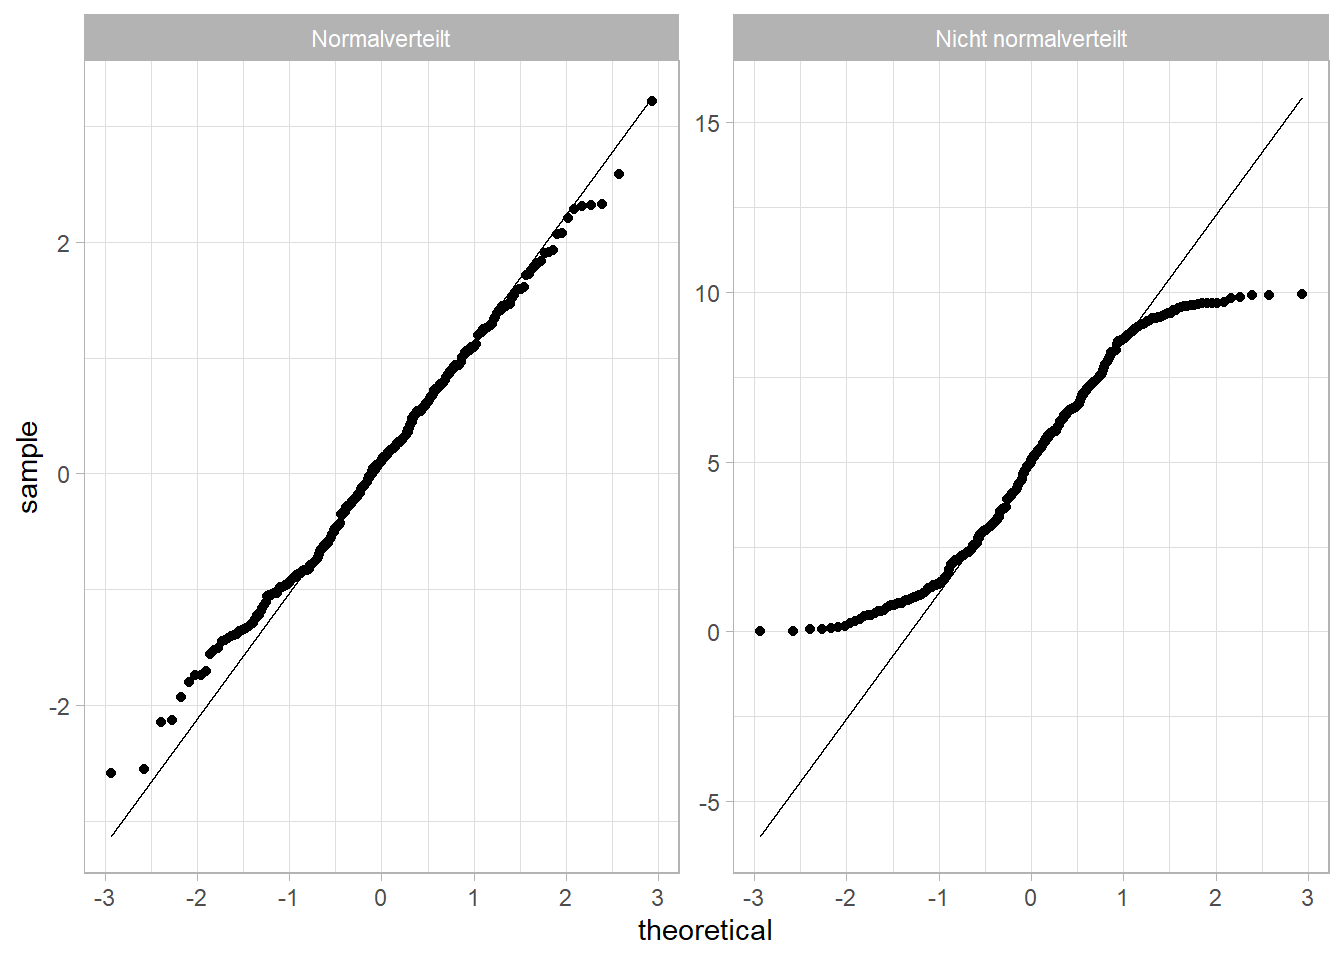 Normalverteilt
Nicht normalverteilt
sample
2
0
-2
15
10
5
0
-5
-3 -2 -1 0 1 2 3
-3 -2 -1 0 1 2 3
theoretical